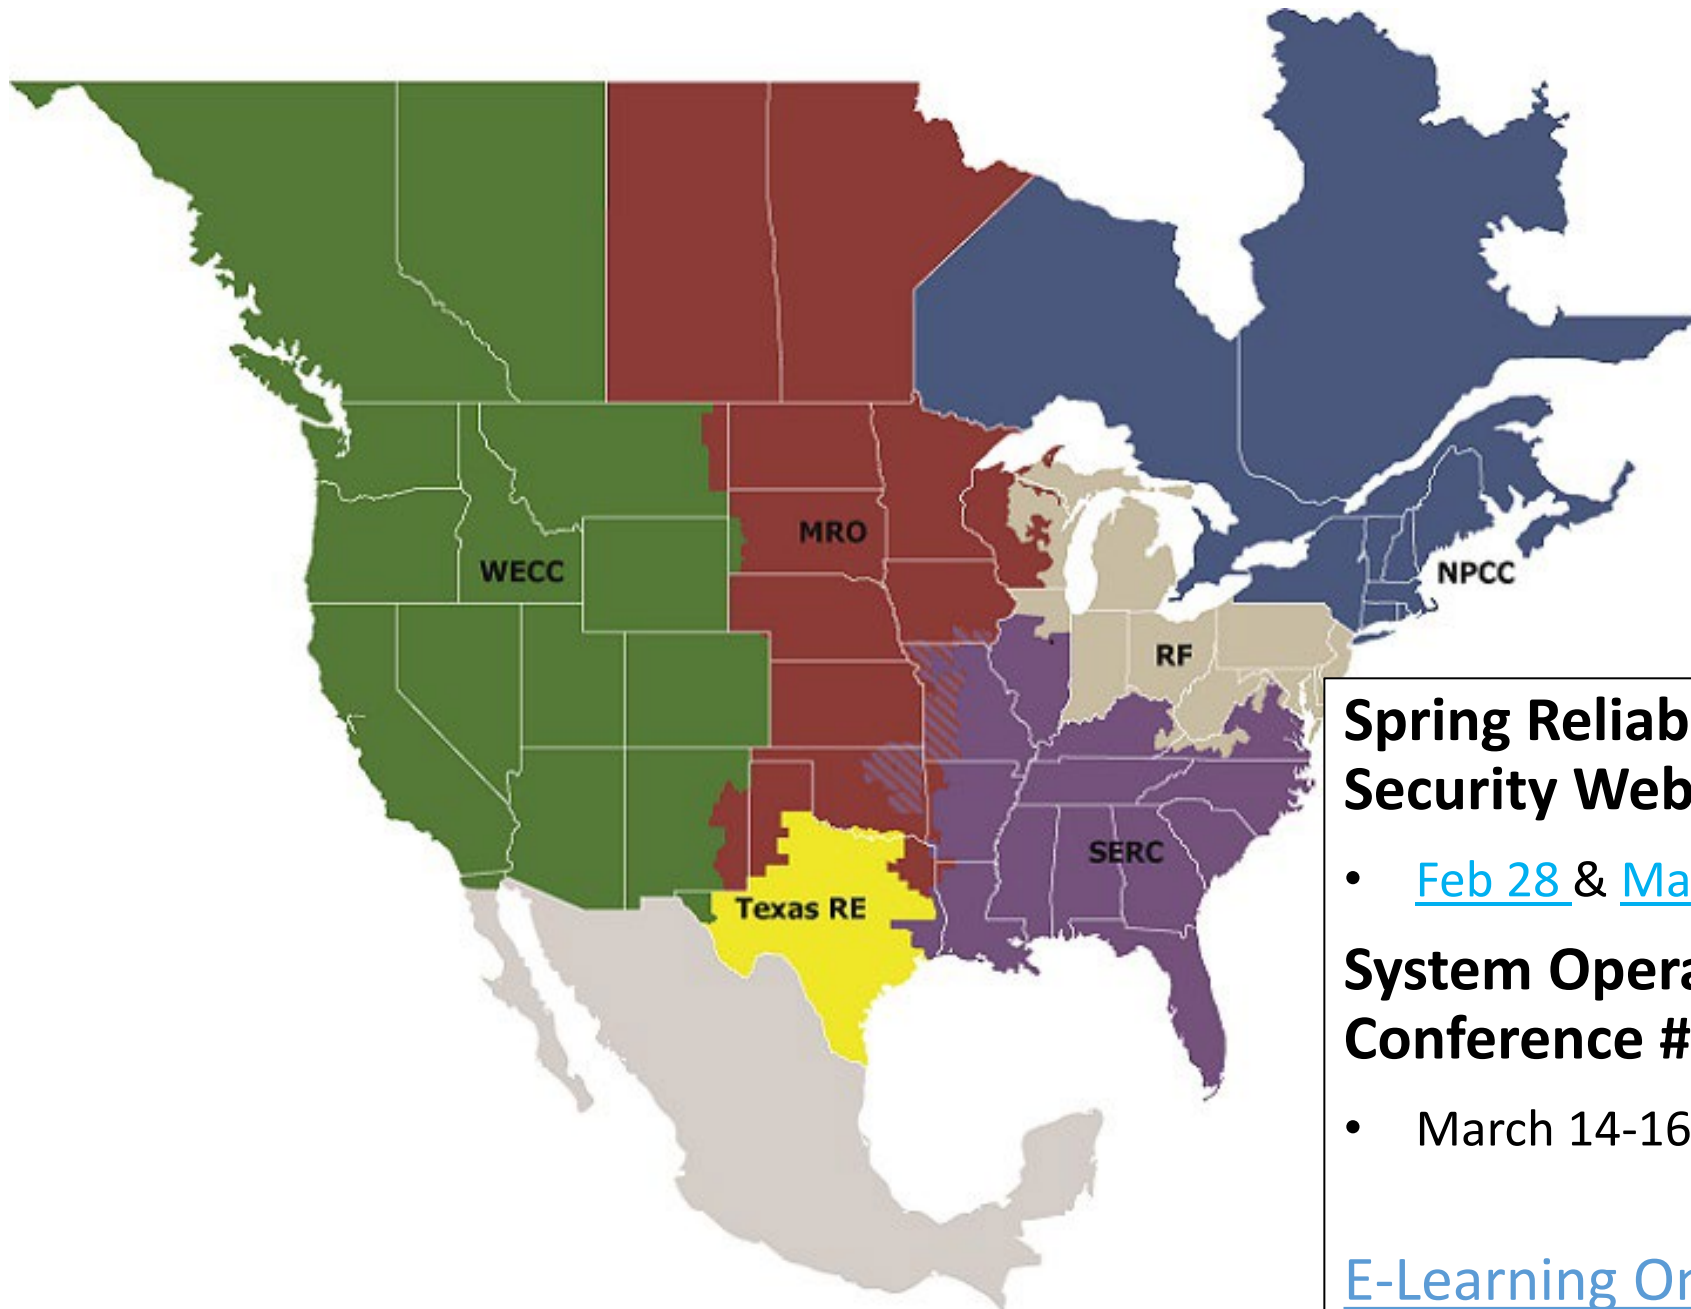 MRO
WECC
NPCC
RF
SERC
Texas RE
Spring Reliab
Security Web
• Feb 28 & Ma
System Opera
Conference #
• March 14-16
E-Learning Or